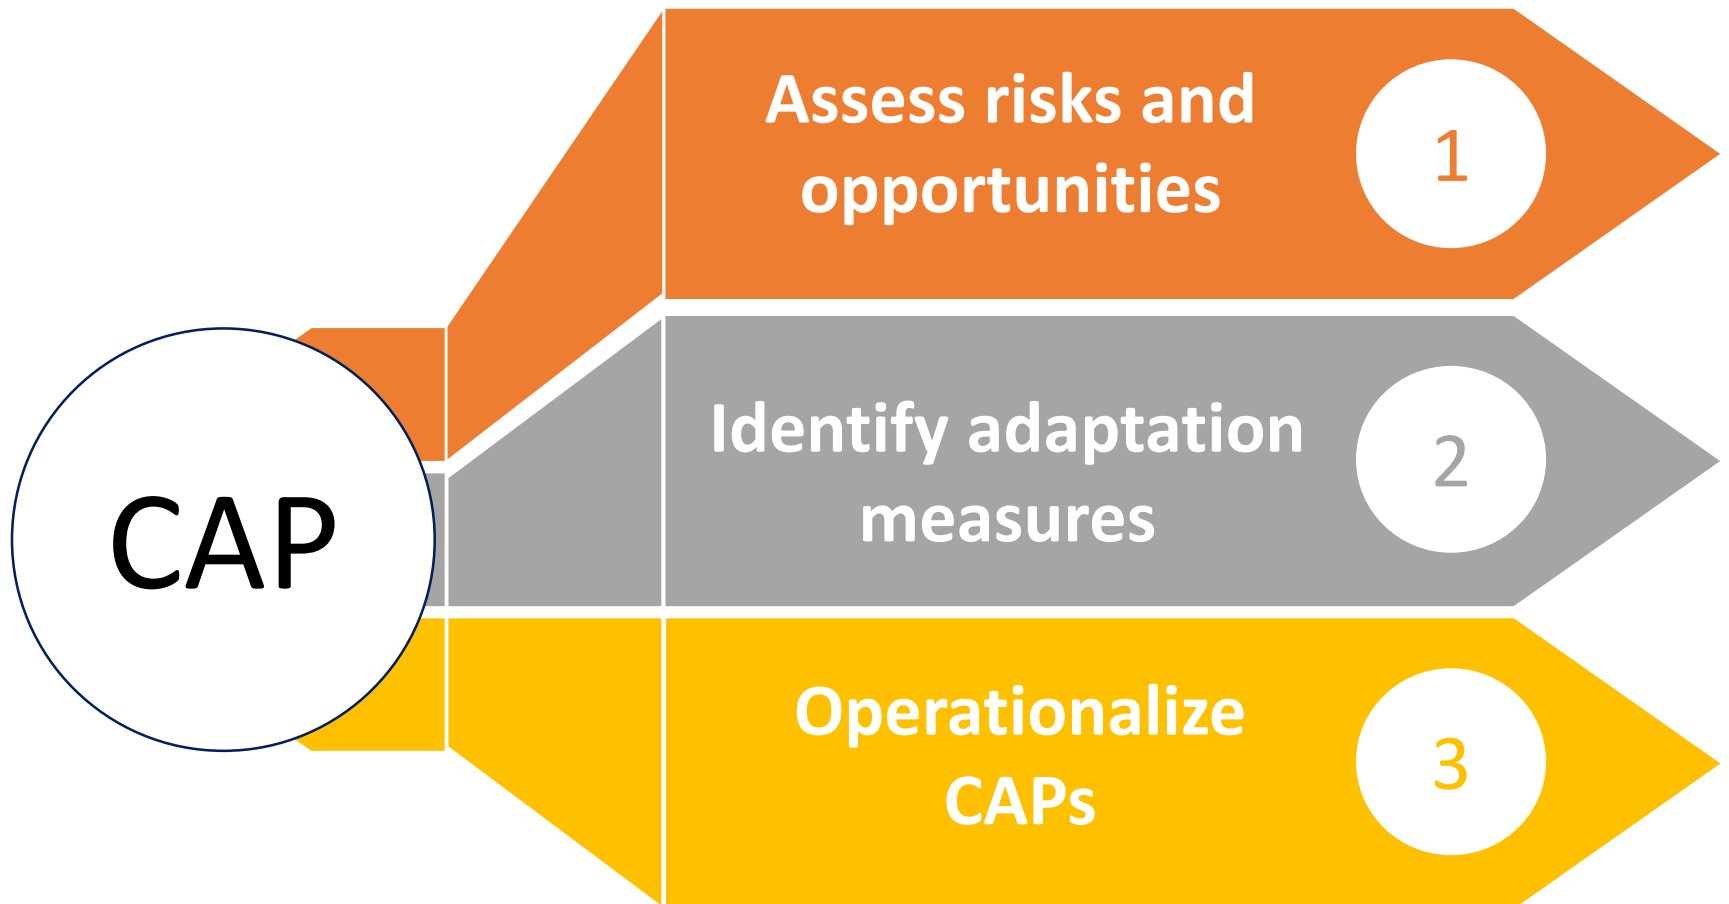 CAP
Assess risks and
opportunities
1
Identify adaptation
measures
2
Operationalize
CAPs
3